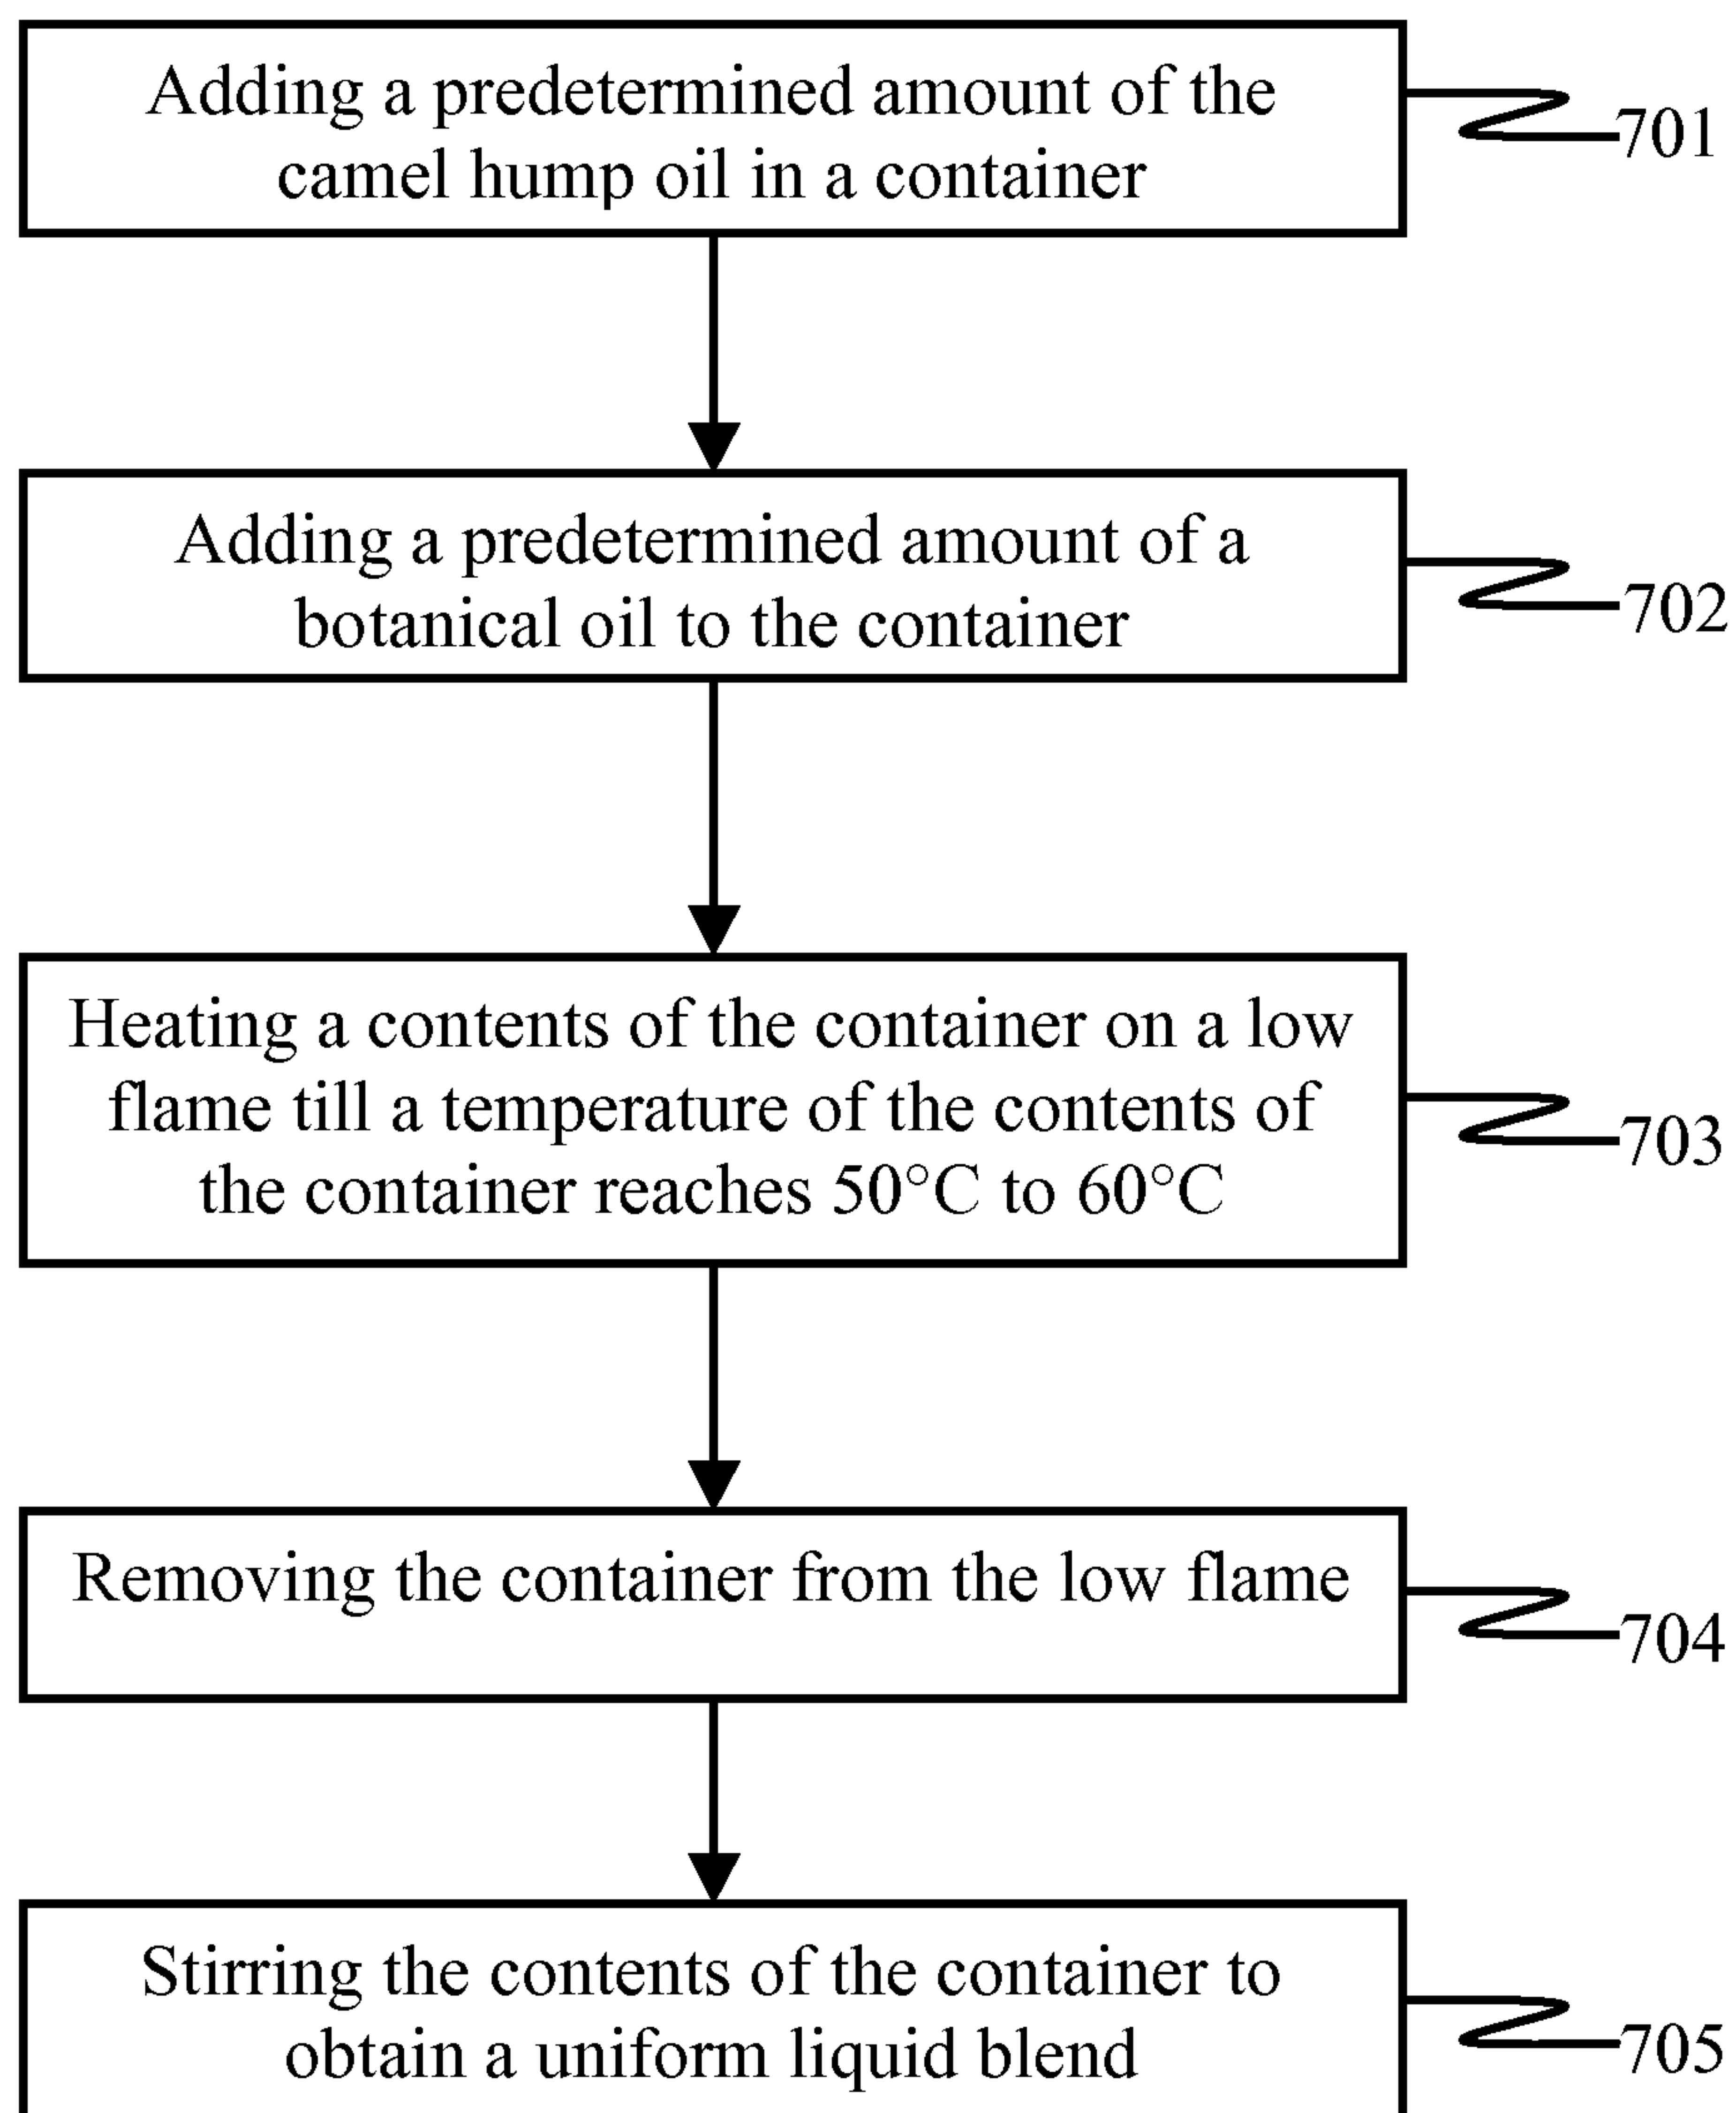 Adding a predetermined amount of the
camel hump oil in a container
701
Adding a predetermined amount of a
botanical oil to the container
702
Heating a contents of the container on a low
flame till a temperature of the contents of
the container reaches 50°C to 60°C
703
Removing the container from the low flame
704
Stirring the contents of the container to
obtain a uniform liquid blend
705